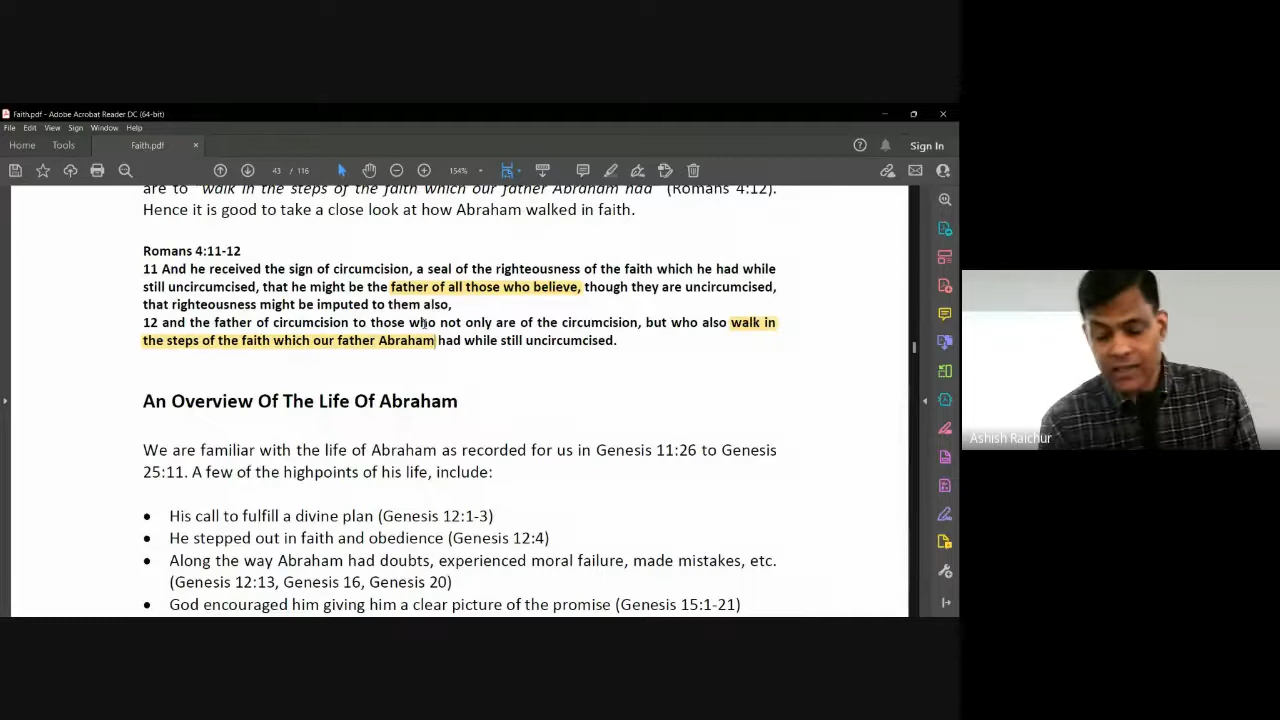 Faith.pdf - Adobe Acrobat Reader DC (64-bit)
File Edit View Sign Window Help
Home Tools Faith.pdf × Sign In
43 / 116 154%
are to "walk in the steps of the faith which our father Abraham had" (Romans 4:12).
Hence it is good to take a close look at how Abraham walked in faith.
Romans 4:11-12
11 And he received the sign of circumcision, a seal of the righteousness of the faith which he had while
still uncircumcised, that he might be the father of all those who believe, though they are uncircumcised,
that righteousness might be imputed to them also,
12 and the father of circumcision to those who not only are of the circumcision, but who also walk in
the steps of the faith which our father Abraham had while still uncircumcised.
An Overview Of The Life Of Abraham
We are familiar with the life of Abraham as recorded for us in Genesis 11:26 to Genesis
25:11. A few of the highpoints of his life, include:
• His call to fulfill a divine plan (Genesis 12:1-3)
• He stepped out in faith and obedience (Genesis 12:4)
• Along the way Abraham had doubts, experienced moral failure, made mistakes, etc.
(Genesis 12:13, Genesis 16, Genesis 20)
• God encouraged him giving him a clear picture of the promise (Genesis 15:1-21)
Ashish Raichur